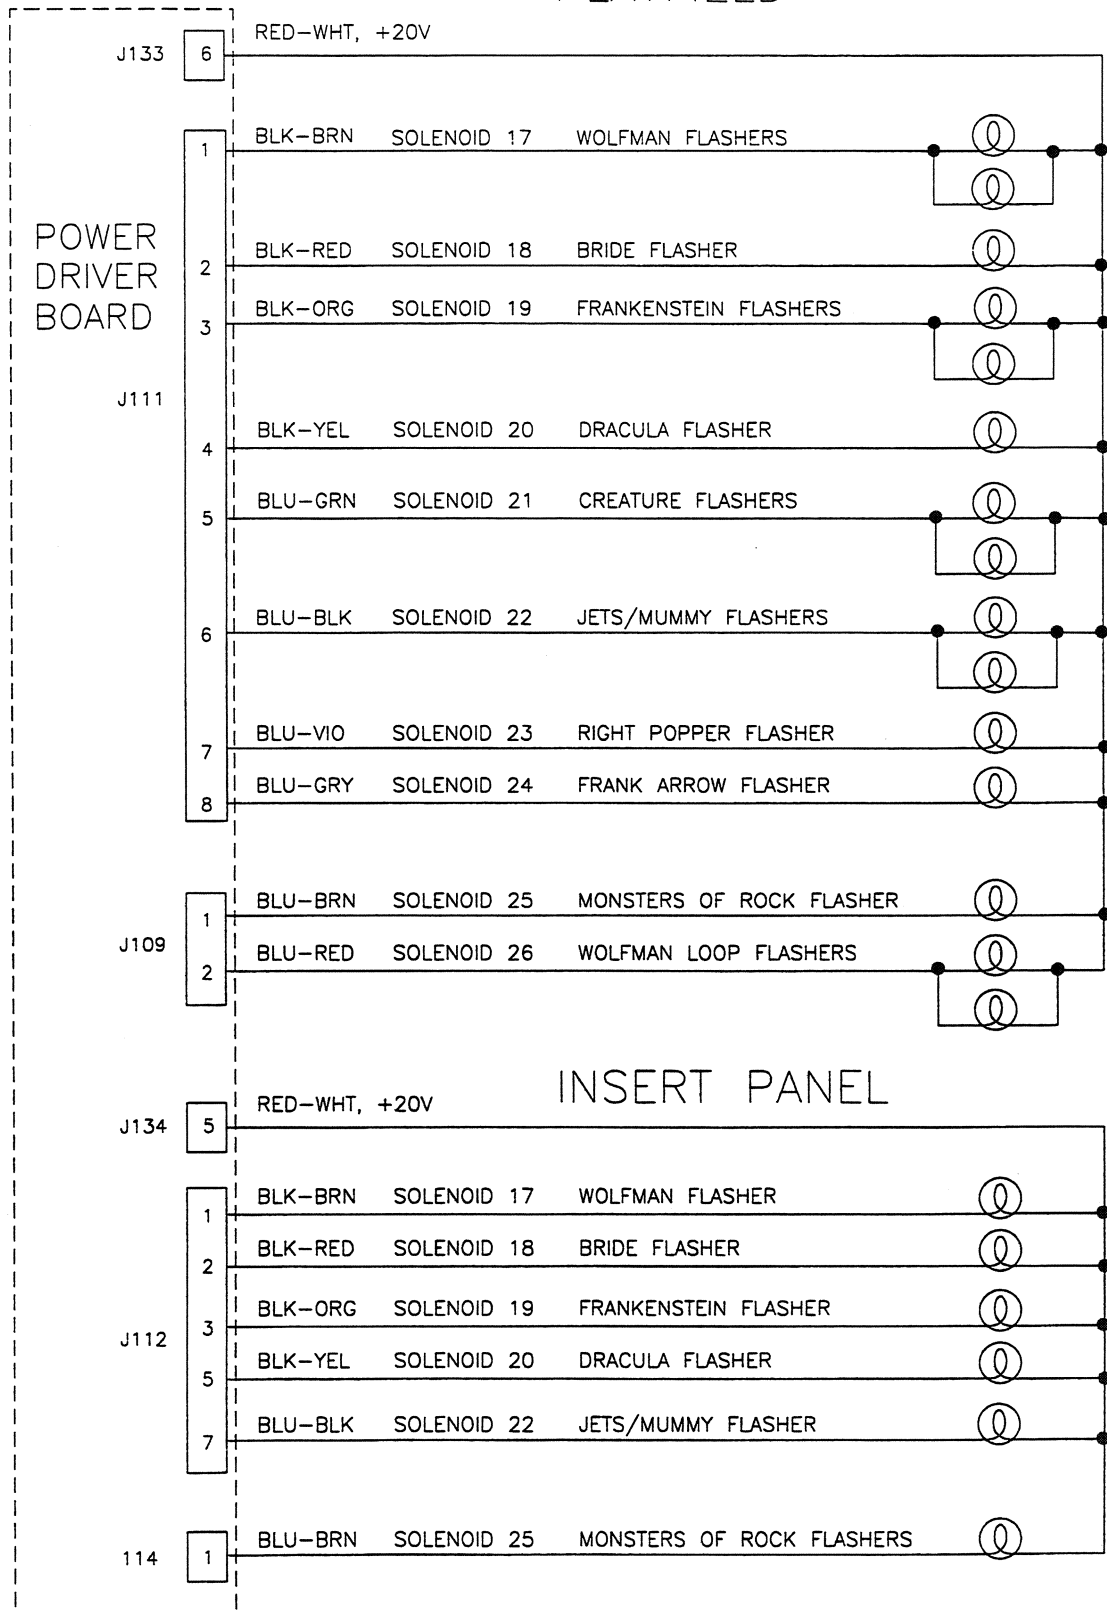 RED-WHT, +20V
J133 6
1 BLK-BRN SOLENOID 17 WOLFMAN FLASHERS
POWER
DRIVER
BOARD
2 BLK-RED SOLENOID 18 BRIDE FLASHER
3 BLK-ORG SOLENOID 19 FRANKENSTEIN FLASHERS
J111
4 BLK-YEL SOLENOID 20 DRACULA FLASHER
5 BLU-GRN SOLENOID 21 CREATURE FLASHERS
6 BLU-BLK SOLENOID 22 JETS/MUMMY FLASHERS
7 BLU-VIO SOLENOID 23 RIGHT POPPER FLASHER
8 BLU-GRY SOLENOID 24 FRANK ARROW FLASHER
1 BLU-BRN SOLENOID 25 MONSTERS OF ROCK FLASHER
J109
2 BLU-RED SOLENOID 26 WOLFMAN LOOP FLASHERS
INSERT PANEL
RED-WHT, +20V
J134 5
1 BLK-BRN SOLENOID 17 WOLFMAN FLASHER
2 BLK-RED SOLENOID 18 BRIDE FLASHER
3 BLK-ORG SOLENOID 19 FRANKENSTEIN FLASHER
J112
5 BLK-YEL SOLENOID 20 DRACULA FLASHER
7 BLU-BLK SOLENOID 22 JETS/MUMMY FLASHER
114 1 BLU-BRN SOLENOID 25 MONSTERS OF ROCK FLASHERS